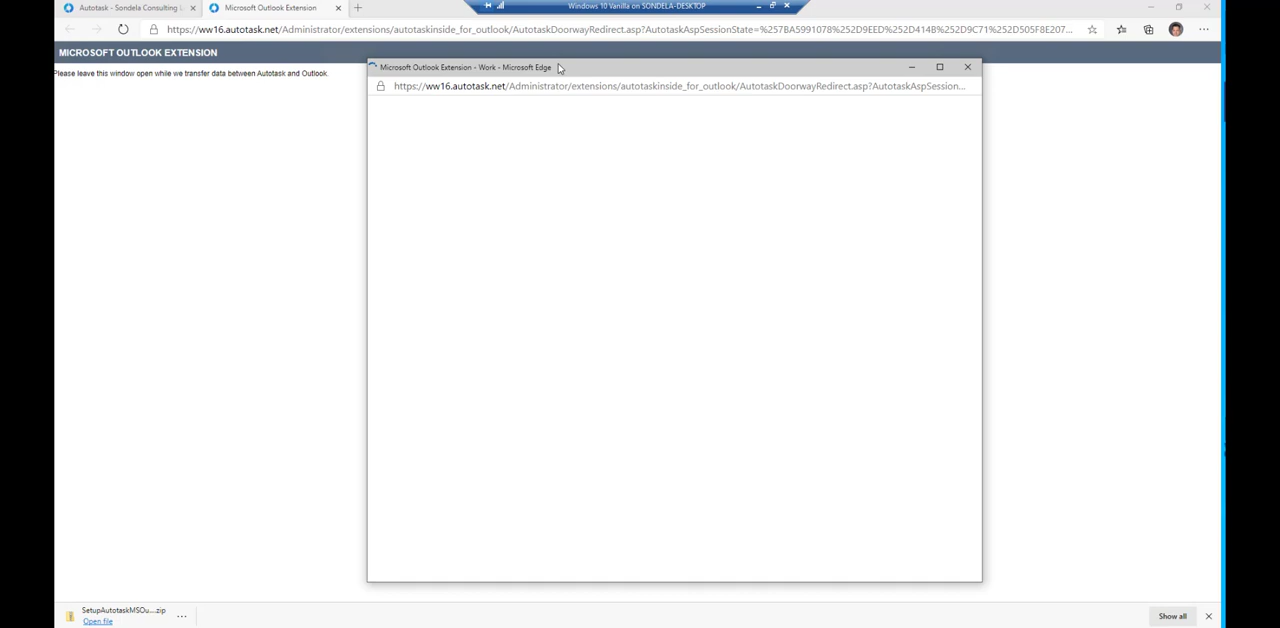 Autotask - Sondela Consulting L
Microsoft Outlook Extension
Windows 10 Vanilla on SONDELA-DESKTOP
https://ww16.autotask.net/Administrator/extensions/autotaskinside_for_outlook/AutotaskDoorwayRedirect.asp?AutotaskAspSessionState=%257BA5991078%252D9EED%252D414B%252D9C71%252D505F8E207...
MICROSOFT OUTLOOK EXTENSION
Please leave this window open while we transfer data between Autotask and Outlook.
Microsoft Outlook Extension - Work - Microsoft Edge
https://ww16.autotask.net/Administrator/extensions/autotaskinside_for_outlook/AutotaskDoorwayRedirect.asp?AutotaskAspSession...
SetupAutotaskMSOu....zip
Open file
Show all